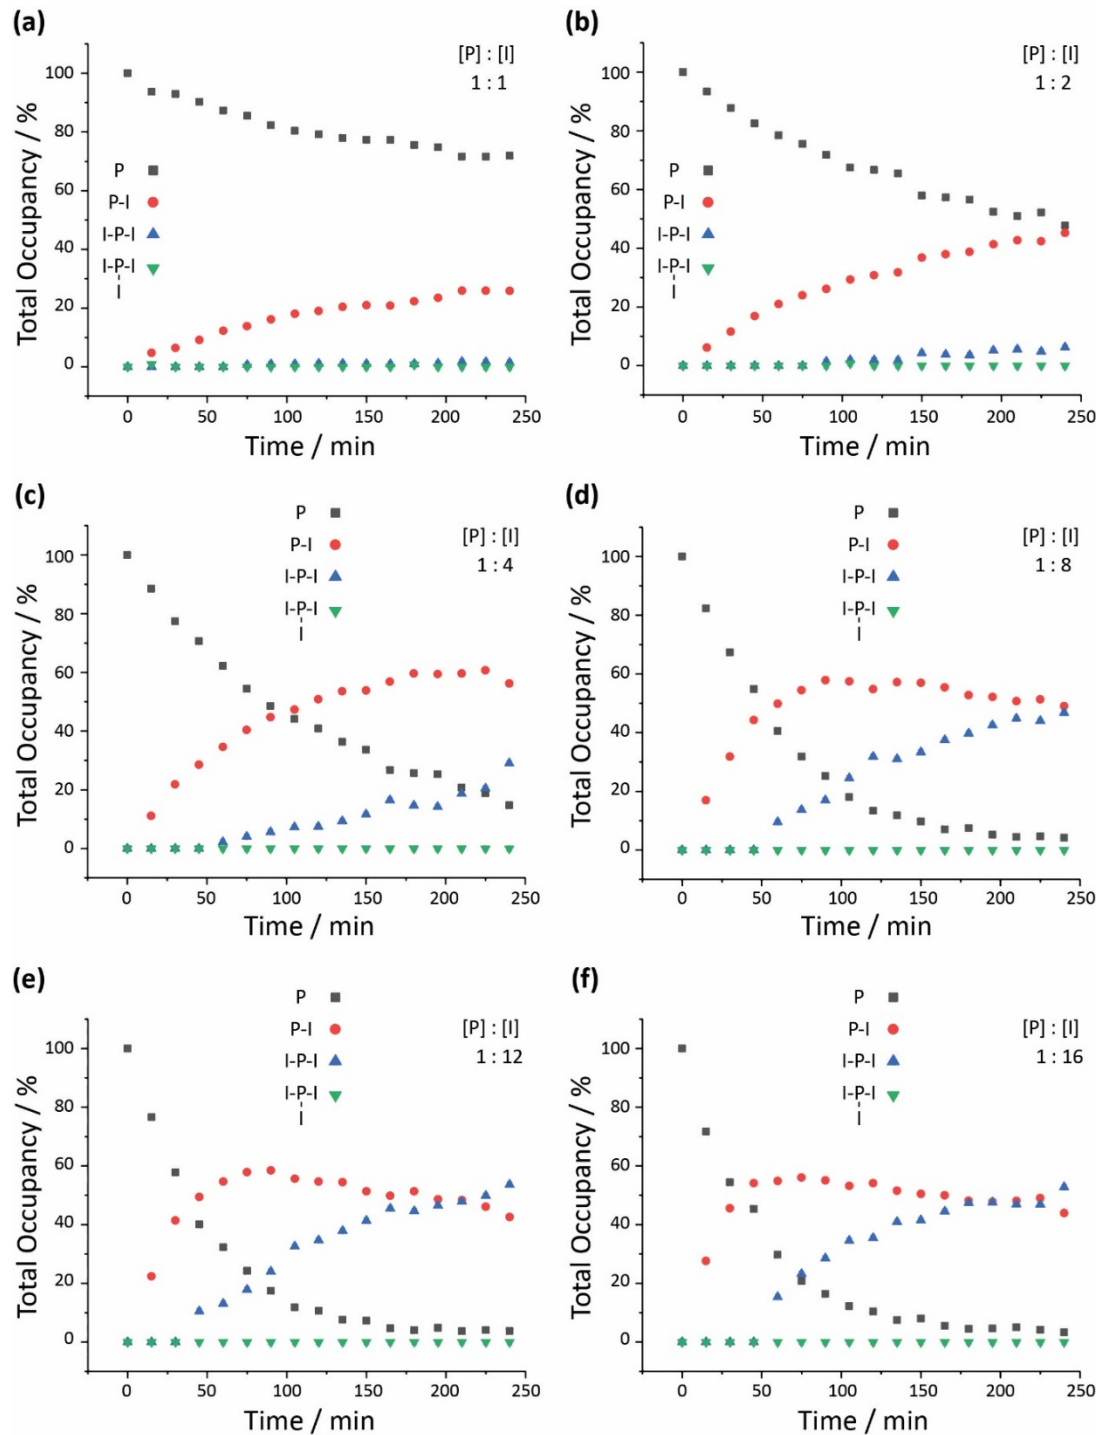 (a)
[P] : [I]
1 : 1
Total Occupancy / %
100
80
60
40
20
0
P
P-I
I-P-I
I-P-I
I
0
50
100
150
200
250
Time / min
(b)
[P] : [I]
1 : 2
Total Occupancy / %
100
80
60
40
20
0
P
P-I
I-P-I
I-P-I
I
0
50
100
150
200
250
Time / min
(c)
P
P-I
I-P-I
I-P-I
I
[P] : [I]
1 : 4
Total Occupancy / %
100
80
60
40
20
0
0
50
100
150
200
250
Time / min
(d)
P
P-I
I-P-I
I-P-I
I
[P] : [I]
1 : 8
Total Occupancy / %
100
80
60
40
20
0
0
50
100
150
200
250
Time / min
(e)
P
P-I
I-P-I
I-P-I
I
[P] : [I]
1 : 12
Total Occupancy / %
100
80
60
40
20
0
0
50
100
150
200
250
Time / min
(f)
P
P-I
I-P-I
I-P-I
I
[P] : [I]
1 : 16
Total Occupancy / %
100
80
60
40
20
0
0
50
100
150
200
250
Time / min